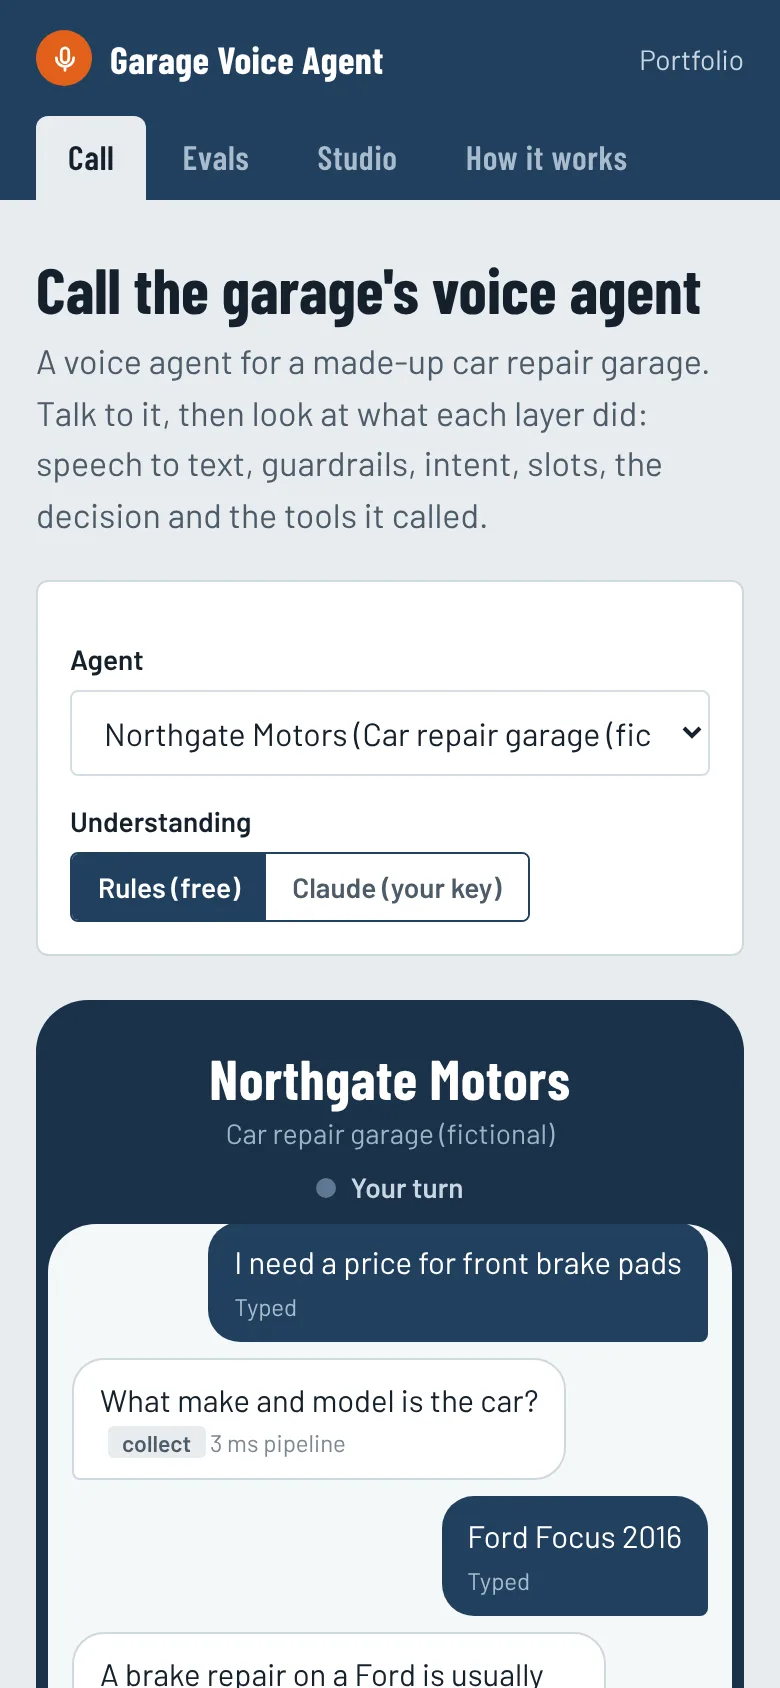 Garage Voice Agent
Portfolio
Call
Evals
Studio
How it works
Call the garage's voice agent
A voice agent for a made-up car repair garage.
Talk to it, then look at what each layer did:
speech to text, guardrails, intent, slots, the
decision and the tools it called.
Agent
Northgate Motors (Car repair garage (fic
Understanding
Rules (free)
Claude (your key)
Northgate Motors
Car repair garage (fictional)
Your turn
I need a price for front brake pads
Typed
What make and model is the car?
collect 3 ms pipeline
Ford Focus 2016
Typed
A brake repair on a Ford is usually